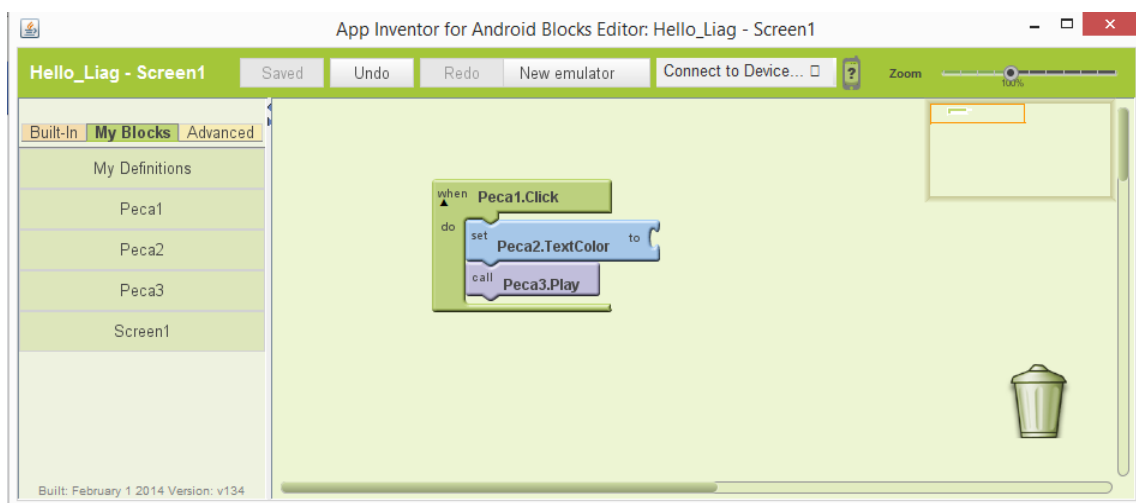 App Inventor for Android Blocks Editor: Hello_Liag - Screen1
Hello_Liag - Screen1 Saved Undo Redo New emulator Connect to Device... ? Zoom
100%
Built-In My Blocks Advanced
My Definitions
Peca1
Peca2
Peca3
Screen1
when Peca1.Click
do set Peca2.TextColor to
call Peca3.Play
Built: February 1 2014 Version: v134